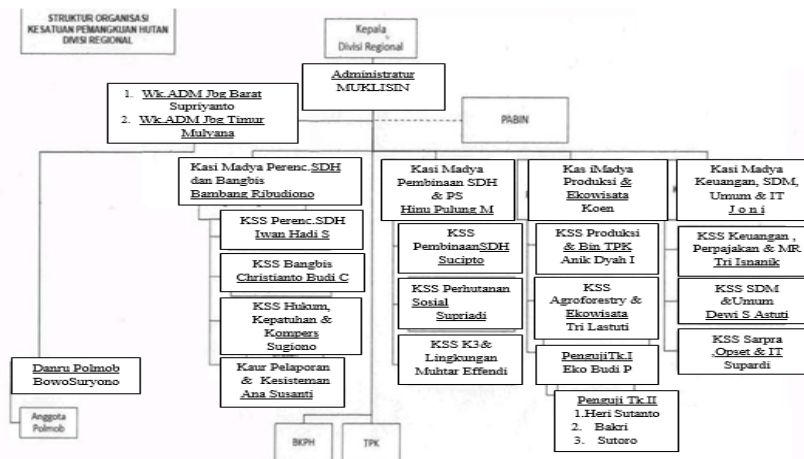 STRUKTUR ORGANISASI
KESATUAN PEMANGKUAN HUTAN
DIVISI REGIONAL
Kepala
Divisi Regional
Administratur
MUKLISIN
1. Wk.ADM Jbg Barat
Supriyanto
2. Wk.ADM Jbg Timur
Mulyana
PABIN
Kasi Madya Perenc.SDH
dan Bangbis
Bambang Ribudiono
KSS Perenc.SDH
Iwan Hadi S
KSS Bangbis
Christianto Budi C
KSS Hukum,
Kepatuhan &
Kompers
Sugiono
Kaur Pelaporan
& Kesisteman
Ana Susanti
Kasi Madya
Pembinaan SDH
& PS
Hinu Pulung M
KSS
PembinaanSDH
Sucipto
KSS Perhutanan
Sosial
Supriadi
KSS K3&
Lingkungan
Muhtar Effendi
Kas iMadya
Produksi &
Ekowisata
Koen
KSS Produksi
& Bin TPK
Anik Dyah I
KSS
Agroforestry &
Ekowisata
Tri Lastuti
PengujiTk.I
Eko Budi P
Penguji Tk.II
1.Heri Sutanto
2. Bakri
3. Sutoro
Kasi Madya
Keuangan, SDM,
Umum & IT
J o n i
KSS Keuangan ,
Perpajakan & MR
Tri Isnanik
KSS SDM
&Umum
Dewi S Astuti
KSS Sarpra
,Opset & IT
Supardi
Danru Polmob
BowoSuryono
Anggota
Polmob
BKPH
TPK